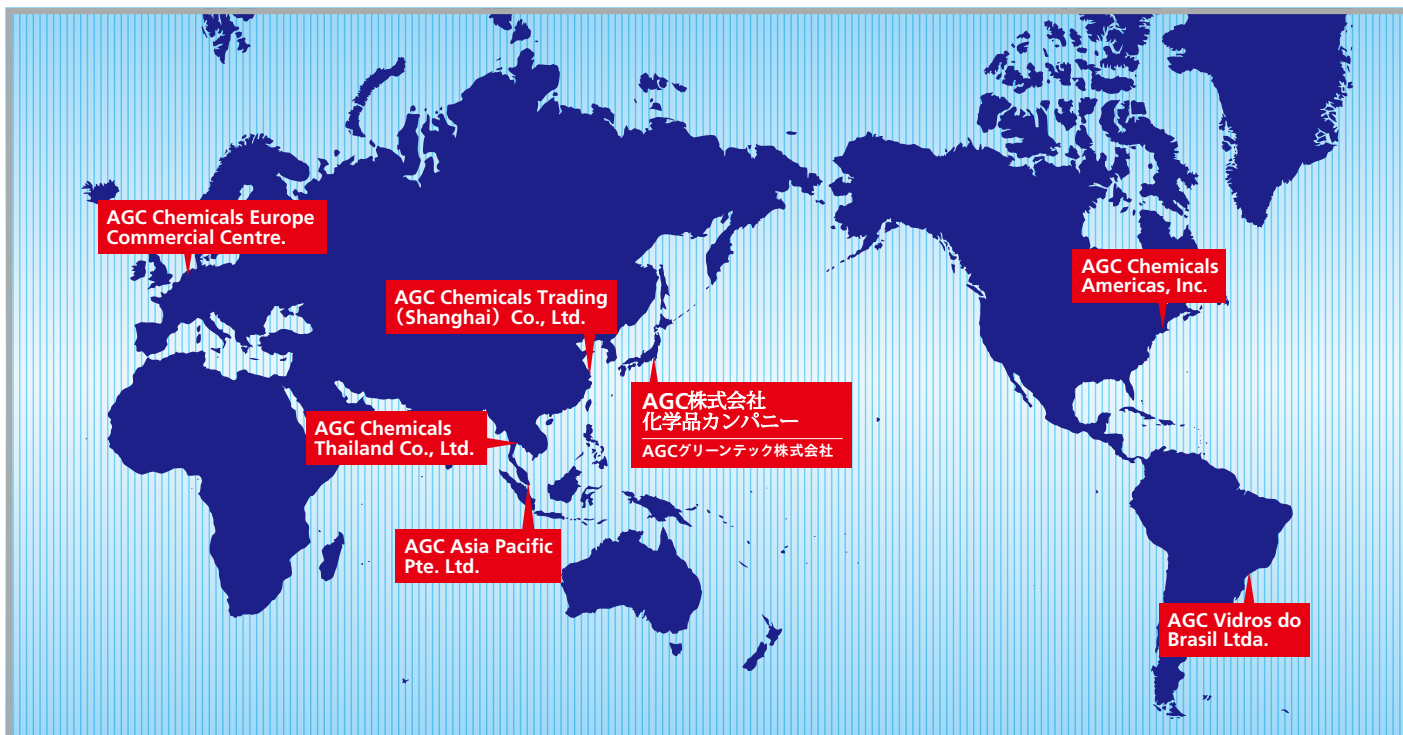 AGC Chemicals Europe
Commercial Centre.
AGC Chemicals Trading
（Shanghai）Co., Ltd.
AGC Chemicals
Americas, Inc.
AGC株式会社
化学品カンパニー
AGCグリーンテック株式会社
AGC Chemicals
Thailand Co., Ltd.
AGC Asia Pacific
Pte. Ltd.
AGC Vidros do
Brasil Ltda.